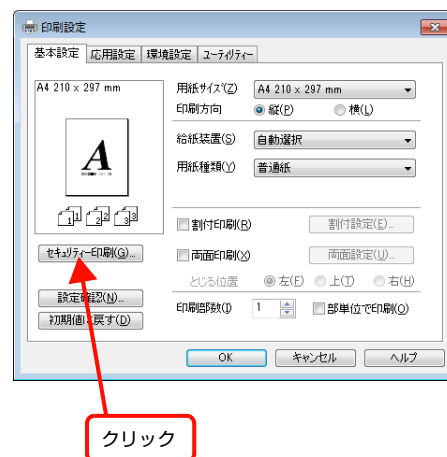 印刷設定
基本設定 応用設定 環境設定 ユーティリティー
A4 210 x 297 mm
A
1 1 2 2 3 3
セキュリティー印刷(G)...
設定確認(N)...
初期値に戻す(D)
用紙サイズ(Z) A4 210 x 297 mm
印刷方向 縦(P) 横(L)
給紙装置(S) 自動選択
用紙種類(Y) 普通紙
割付印刷(R) 割付設定(E)...
両面印刷(X) 両面設定(U)...
とじる位置 左(F) 上(T) 右(H)
印刷部数(I) 1 部単位で印刷(O)
OK キャンセル ヘルプ
クリック